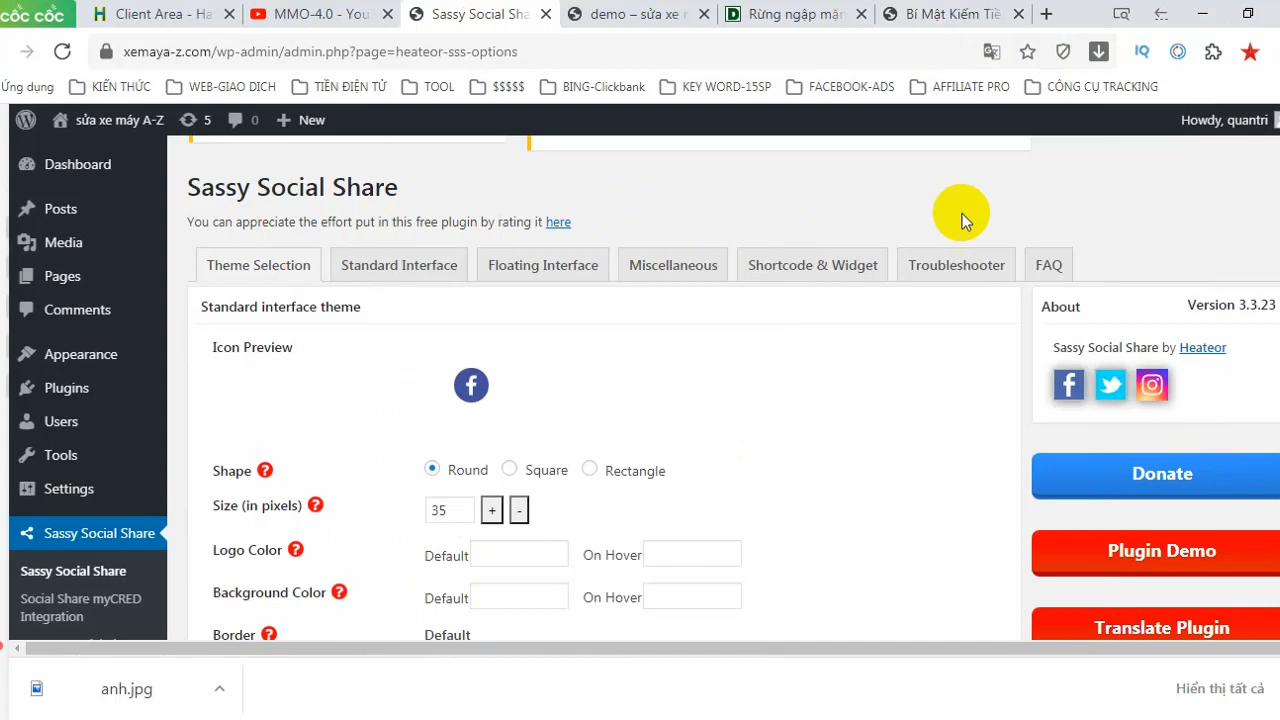 CỐC CỐC
Client Area - Ha
MMO-4.0 - You
Sassy Social Sha
demo – sửa xe m
Rừng ngập mặn
Bí Mật Kiếm Tiề
xemaya-z.com/wp-admin/admin.php?page=heateor-sss-options
Ứng dụng
KIẾN THỨC
WEB-GIAO DỊCH
TIỀN ĐIỆN TỬ
TOOL
$$$$$
BING-Clickbank
KEY WORD-15SP
FACEBOOK-ADS
AFFILIATE PRO
CÔNG CỤ TRACKING
sửa xe máy A-Z
5
0
New
Howdy, quantri
Dashboard
Posts
Media
Pages
Comments
Appearance
Plugins
Users
Tools
Settings
Sassy Social Share
Sassy Social Share
Social Share myCRED
Integration
Sassy Social Share
You can appreciate the effort put in this free plugin by rating it here
Theme Selection
Standard Interface
Floating Interface
Miscellaneous
Shortcode & Widget
Troubleshooter
FAQ
Standard interface theme
Icon Preview
Shape ?
Round
Square
Rectangle
Size (in pixels) ?
35
+
-
Logo Color ?
Default
On Hover
Background Color ?
Default
On Hover
Border ?
Default
About
Version 3.3.23
Sassy Social Share by Heateor
Donate
Plugin Demo
Translate Plugin
anh.jpg
Hiển thị tất cả